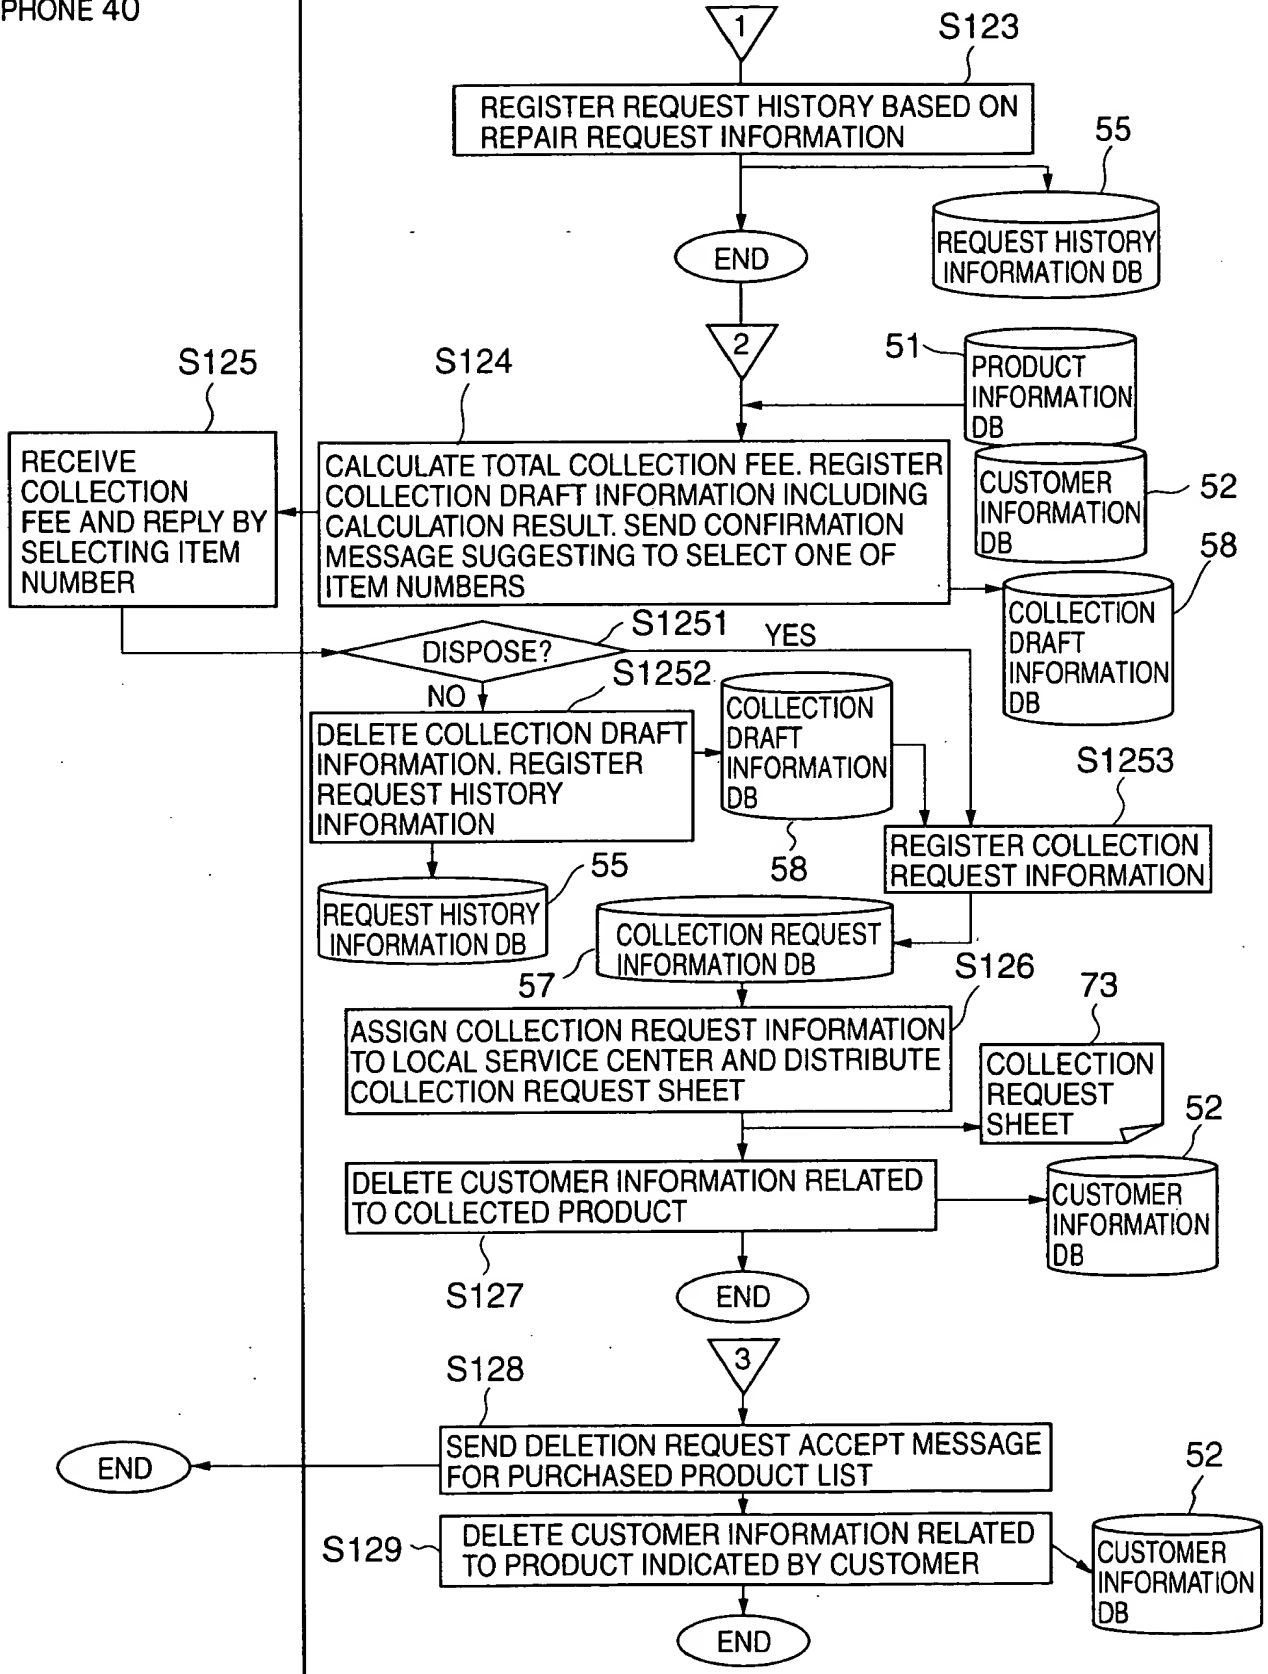 PHONE 40
1
S123
REGISTER REQUEST HISTORY BASED ON
REPAIR REQUEST INFORMATION
55
REQUEST HISTORY
INFORMATION DB
END
2
51
PRODUCT
INFORMATION
DB
S125
S124
RECEIVE
COLLECTION
FEE AND REPLY BY
SELECTING ITEM
NUMBER
CALCULATE TOTAL COLLECTION FEE. REGISTER
COLLECTION DRAFT INFORMATION INCLUDING
CALCULATION RESULT. SEND CONFIRMATION
MESSAGE SUGGESTING TO SELECT ONE OF
ITEM NUMBERS
CUSTOMER
INFORMATION
DB
52
58
COLLECTION
DRAFT
INFORMATION
DB
DISPOSE?
S1251
YES
NO
S1252
DELETE COLLECTION DRAFT
INFORMATION. REGISTER
REQUEST HISTORY
INFORMATION
COLLECTION
DRAFT
INFORMATION
DB
58
S1253
REGISTER COLLECTION
REQUEST INFORMATION
55
REQUEST HISTORY
INFORMATION DB
COLLECTION REQUEST
INFORMATION DB
57
S126
ASSIGN COLLECTION REQUEST INFORMATION
TO LOCAL SERVICE CENTER AND DISTRIBUTE
COLLECTION REQUEST SHEET
73
COLLECTION
REQUEST
SHEET
52
DELETE CUSTOMER INFORMATION RELATED
TO COLLECTED PRODUCT
CUSTOMER
INFORMATION
DB
S127
END
3
S128
SEND DELETION REQUEST ACCEPT MESSAGE
FOR PURCHASED PRODUCT LIST
END
52
S129
DELETE CUSTOMER INFORMATION RELATED
TO PRODUCT INDICATED BY CUSTOMER
CUSTOMER
INFORMATION
DB
END